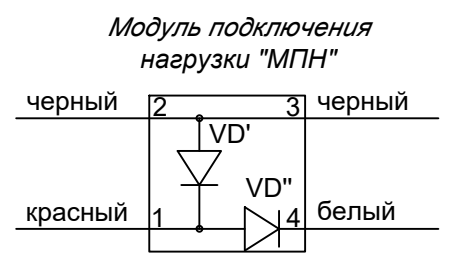 Модуль подключения
нагрузки "МПН"
черный 2 3 черный
VD'
VD"
красный 1 4 белый